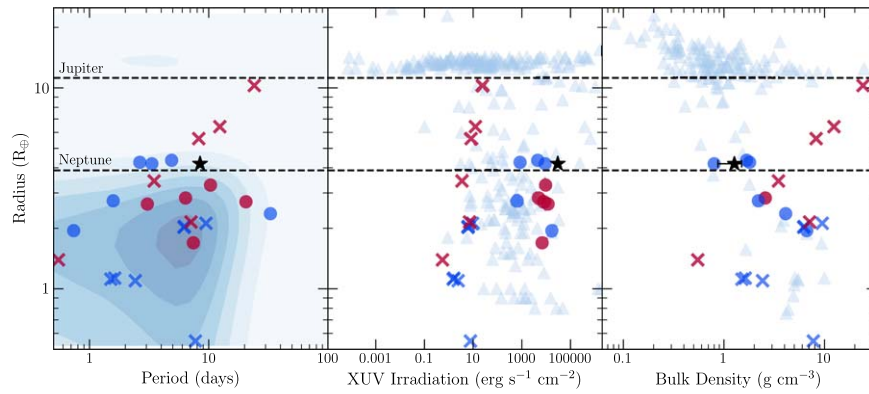 Jupiter
10
Neptune
1
Radius (R⊕)
1
10
100
0.001
0.1
10
1000
100000
0.1
1
10
Period (days)
XUV Irradiation (erg s⁻¹ cm⁻²)
Bulk Density (g cm⁻³)